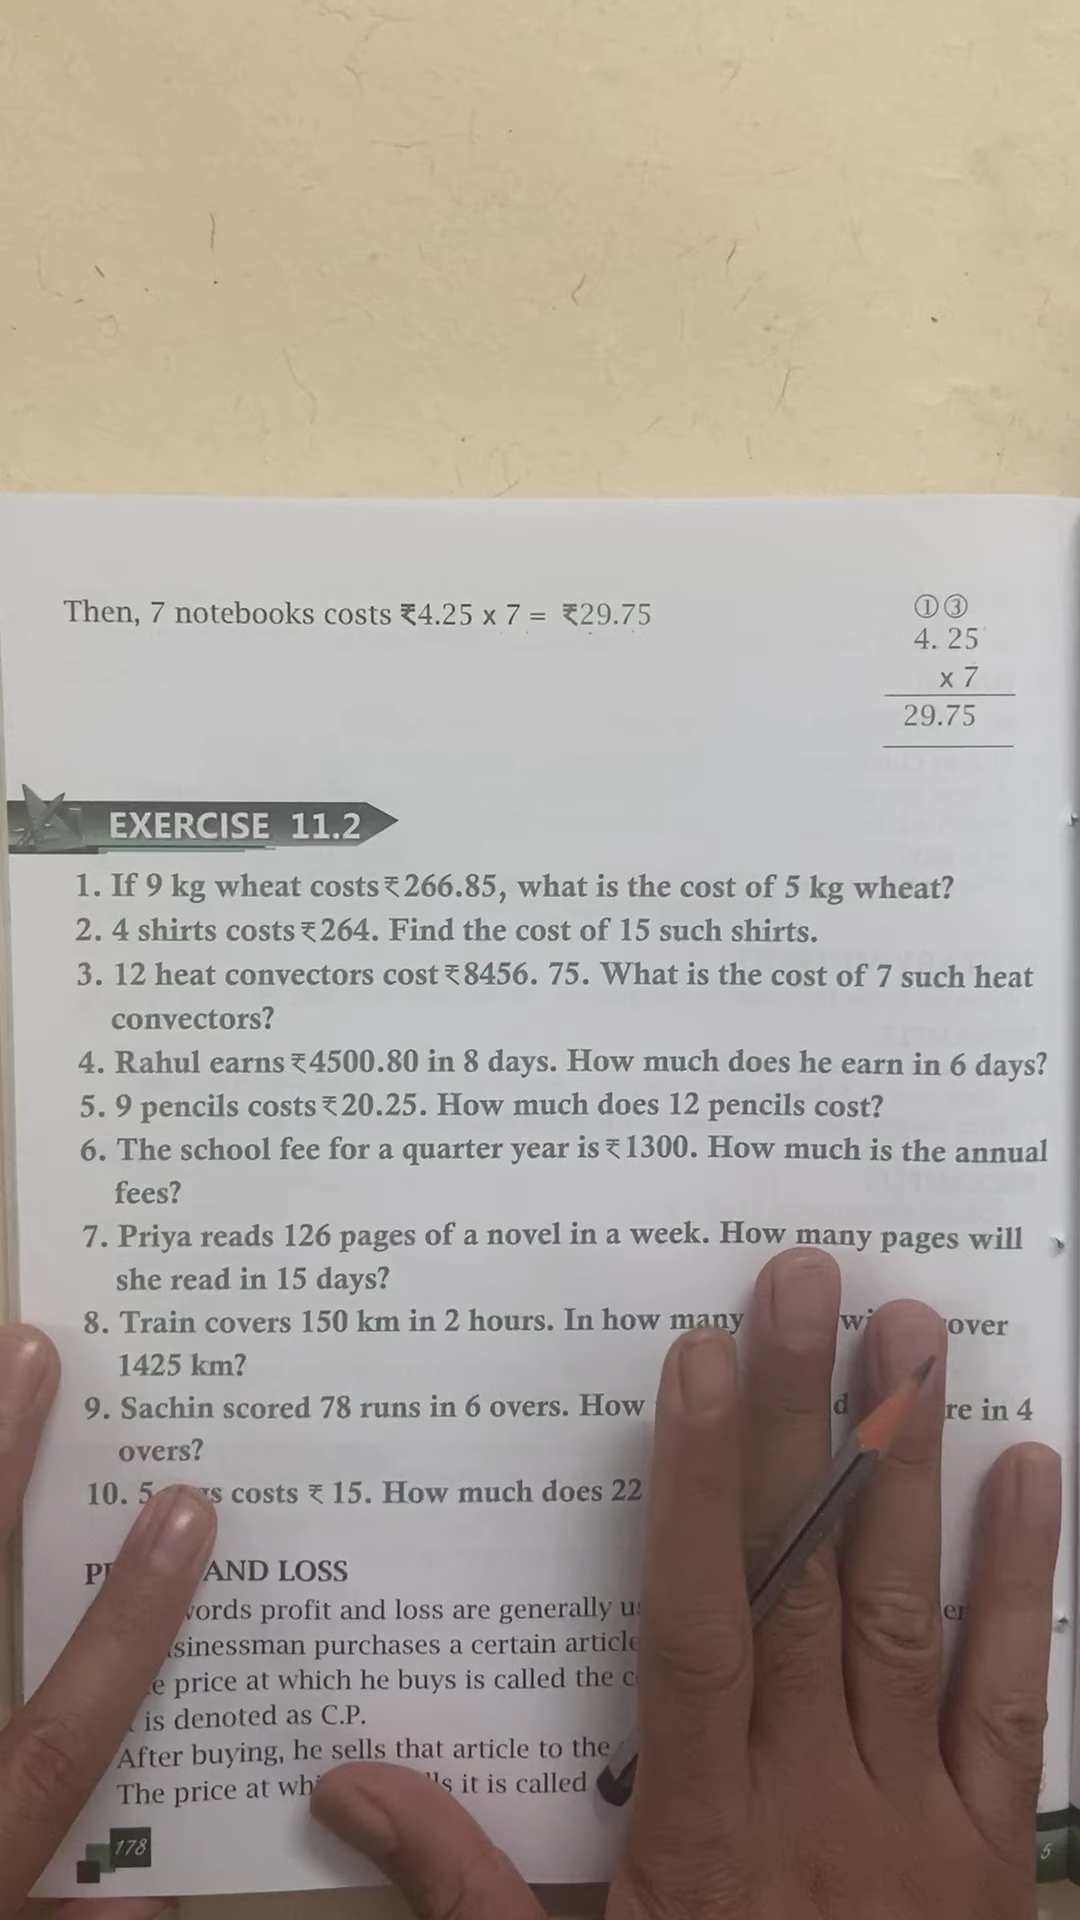 Then, 7 notebooks costs ₹4.25 x 7 = ₹29.75
①③
4. 25
x 7
29.75
EXERCISE 11.2
1. If 9 kg wheat costs ₹266.85, what is the cost of 5 kg wheat?
2. 4 shirts costs ₹264. Find the cost of 15 such shirts.
3. 12 heat convectors cost ₹8456. 75. What is the cost of 7 such heat
convectors?
4. Rahul earns ₹4500.80 in 8 days. How much does he earn in 6 days?
5. 9 pencils costs ₹20.25. How much does 12 pencils cost?
6. The school fee for a quarter year is ₹1300. How much is the annual
fees?
7. Priya reads 126 pages of a novel in a week. How many pages will
she read in 15 days?
8. Train covers 150 km in 2 hours. In how many
1425 km?
9. Sachin scored 78 runs in 6 overs. How in 4
overs?
10. 5 costs ₹ 15. How much does 22
AND LOSS
words profit and loss are generally
purchases a certain article
price at which he buys is called the
is denoted as C.P.
After buying, he sells that article to the
The price at it is called
178
5